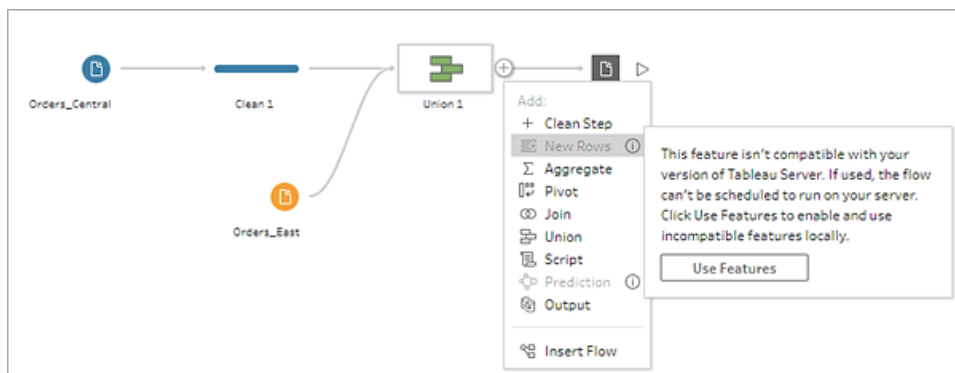 Orders_Central
Clean 1
Union 1
Orders_East
Add:
Clean Step
New Rows
Aggregate
Pivot
Join
Union
Script
Prediction
Output
Insert Flow
This feature isn't compatible with your
version of Tableau Server. If used, the flow
can't be scheduled to run on your server.
Click Use Features to enable and use
incompatible features locally.
Use Features